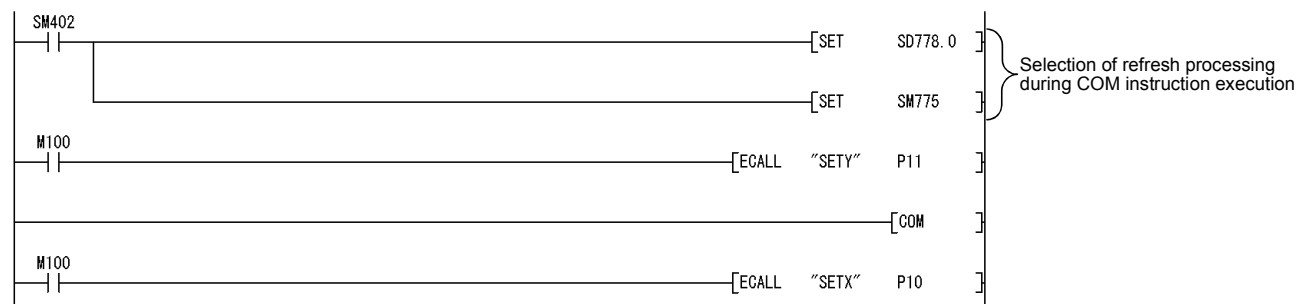 SM402
SET SD778.0
Selection of refresh processing
during COM instruction execution
SET SM775
M100
ECALL "SETY" P11
COM
M100
ECALL "SETX" P10